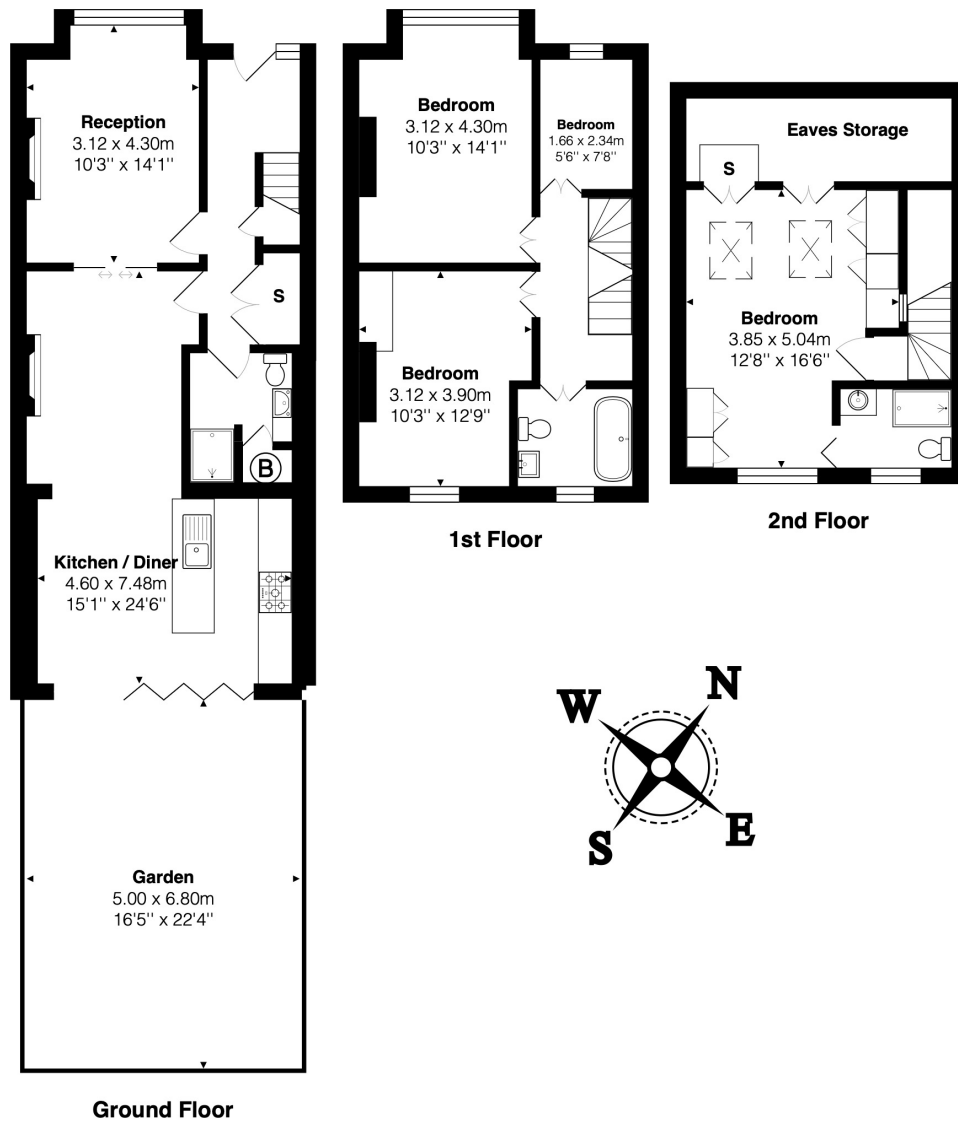 Reception
3.12 x 4.30m
10'3'' x 14'1''
S
B
Kitchen / Diner
4.60 x 7.48m
15'1'' x 24'6''
Garden
5.00 x 6.80m
16'5'' x 22'4''
Ground Floor
Bedroom
3.12 x 4.30m
10'3'' x 14'1''
Bedroom
1.66 x 2.34m
5'6'' x 7'8''
Bedroom
3.12 x 3.90m
10'3'' x 12'9''
1st Floor
Eaves Storage
S
Bedroom
3.85 x 5.04m
12'8'' x 16'6''
2nd Floor
N
W
E
S